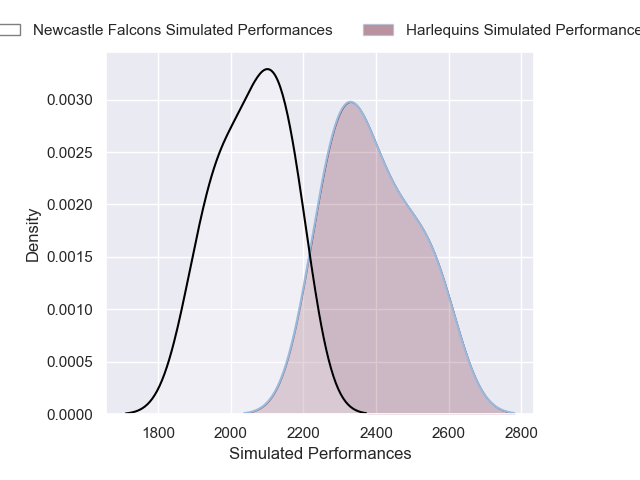 Newcastle Falcons Simulated Performances
Harlequins Simulated Performance
0.0030
0.0025
0.0020
0.0015
0.0010
0.0005
0.0000
Density
1800 2000 2200 2400 2600 2800
Simulated Performances